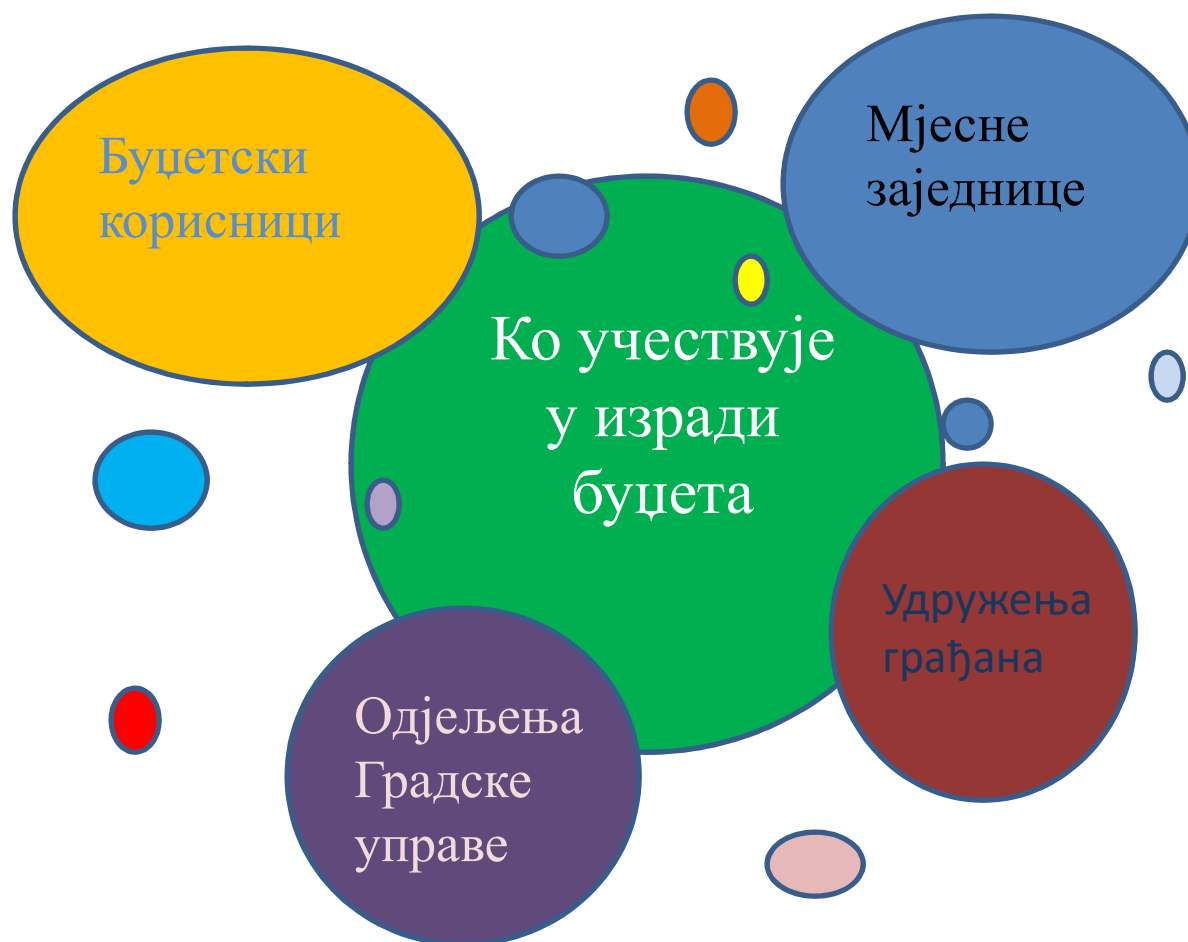 Буџетски
корисници
Мјесне
заједнице
Ко учествује
у изради
буџета
Удружења
грађана
Одјељења
Градске
управе